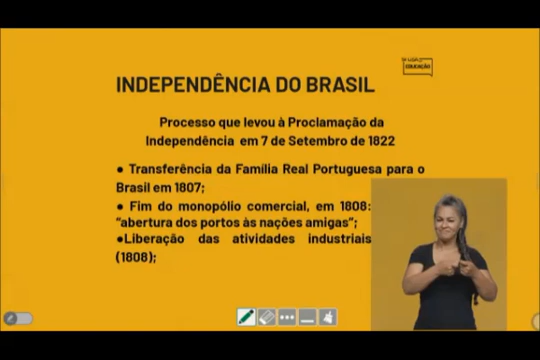 EDUCAÇÃO
INDEPENDÊNCIA DO BRASIL
Processo que levou à Proclamação da
Independência em 7 de Setembro de 1822
● Transferência da Família Real Portuguesa para o
Brasil em 1807;
● Fim do monopólio comercial, em 1808:
“abertura dos portos às nações amigas”;
●Liberação das atividades industriais
(1808);